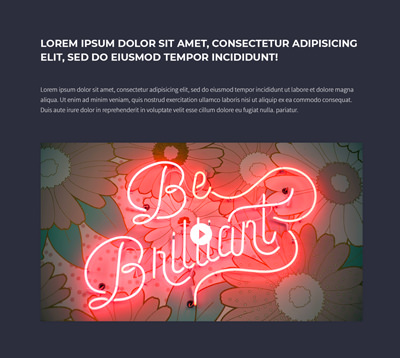 LOREM IPSUM DOLOR SIT AMET, CONSECTETUR ADIPISICING
ELIT, SED DO EIUSMOD TEMPOR INCIDIDUNT!
Lorem ipsum dolor sit amet, consectetur adipisicing elit, sed do eiusmod tempor incididunt ut labore et dolore magna
aliqua. Ut enim ad minim veniam, quis nostrud exercitation ullamco laboris nisi ut aliquip ex ea commodo consequat.
Duis aute irure dolor in reprehenderit in voluptate velit esse cillum dolore eu fugiat nulla. pariatur.
Be
Brilliant